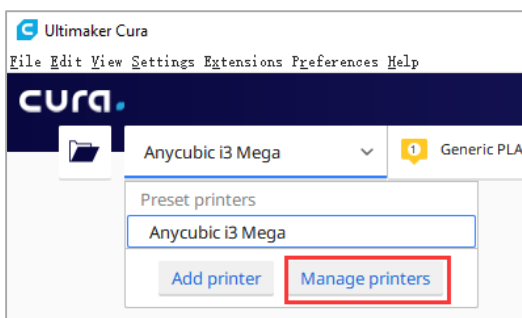 Ultimaker Cura
File Edit View Settings Extensions Preferences Help
cura.
Anycubic i3 Mega
1
Generic PLA
Preset printers
Anycubic i3 Mega
Add printer Manage printers